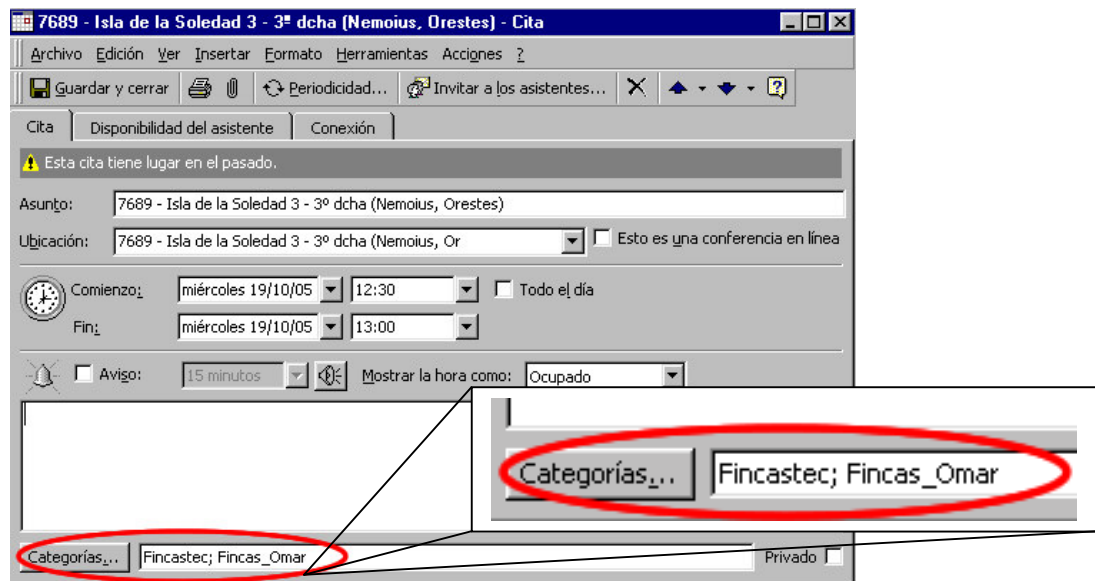 7689 - Isla de la Soledad 3 - 3º dcha (Nemoius, Orestes) - Cita
Archivo Edición Ver Insertar Formato Herramientas Acciones ?
Guardar y cerrar Periodicidad... Invitar a los asistentes...
Cita Disponibilidad del asistente Conexión
Esta cita tiene lugar en el pasado.
Asunto: 7689 - Isla de la Soledad 3 - 3º dcha (Nemoius, Orestes)
Ubicación: 7689 - Isla de la Soledad 3 - 3º dcha (Nemoius, Or Esto es una conferencia en línea
Comienzo: miércoles 19/10/05 12:30 Todo el día
Fin: miércoles 19/10/05 13:00
Aviso: 15 minutos Mostrar la hora como: Ocupado
Categorías... Fincastec; Fincas_Omar
Categorías... Fincastec; Fincas_Omar Privado